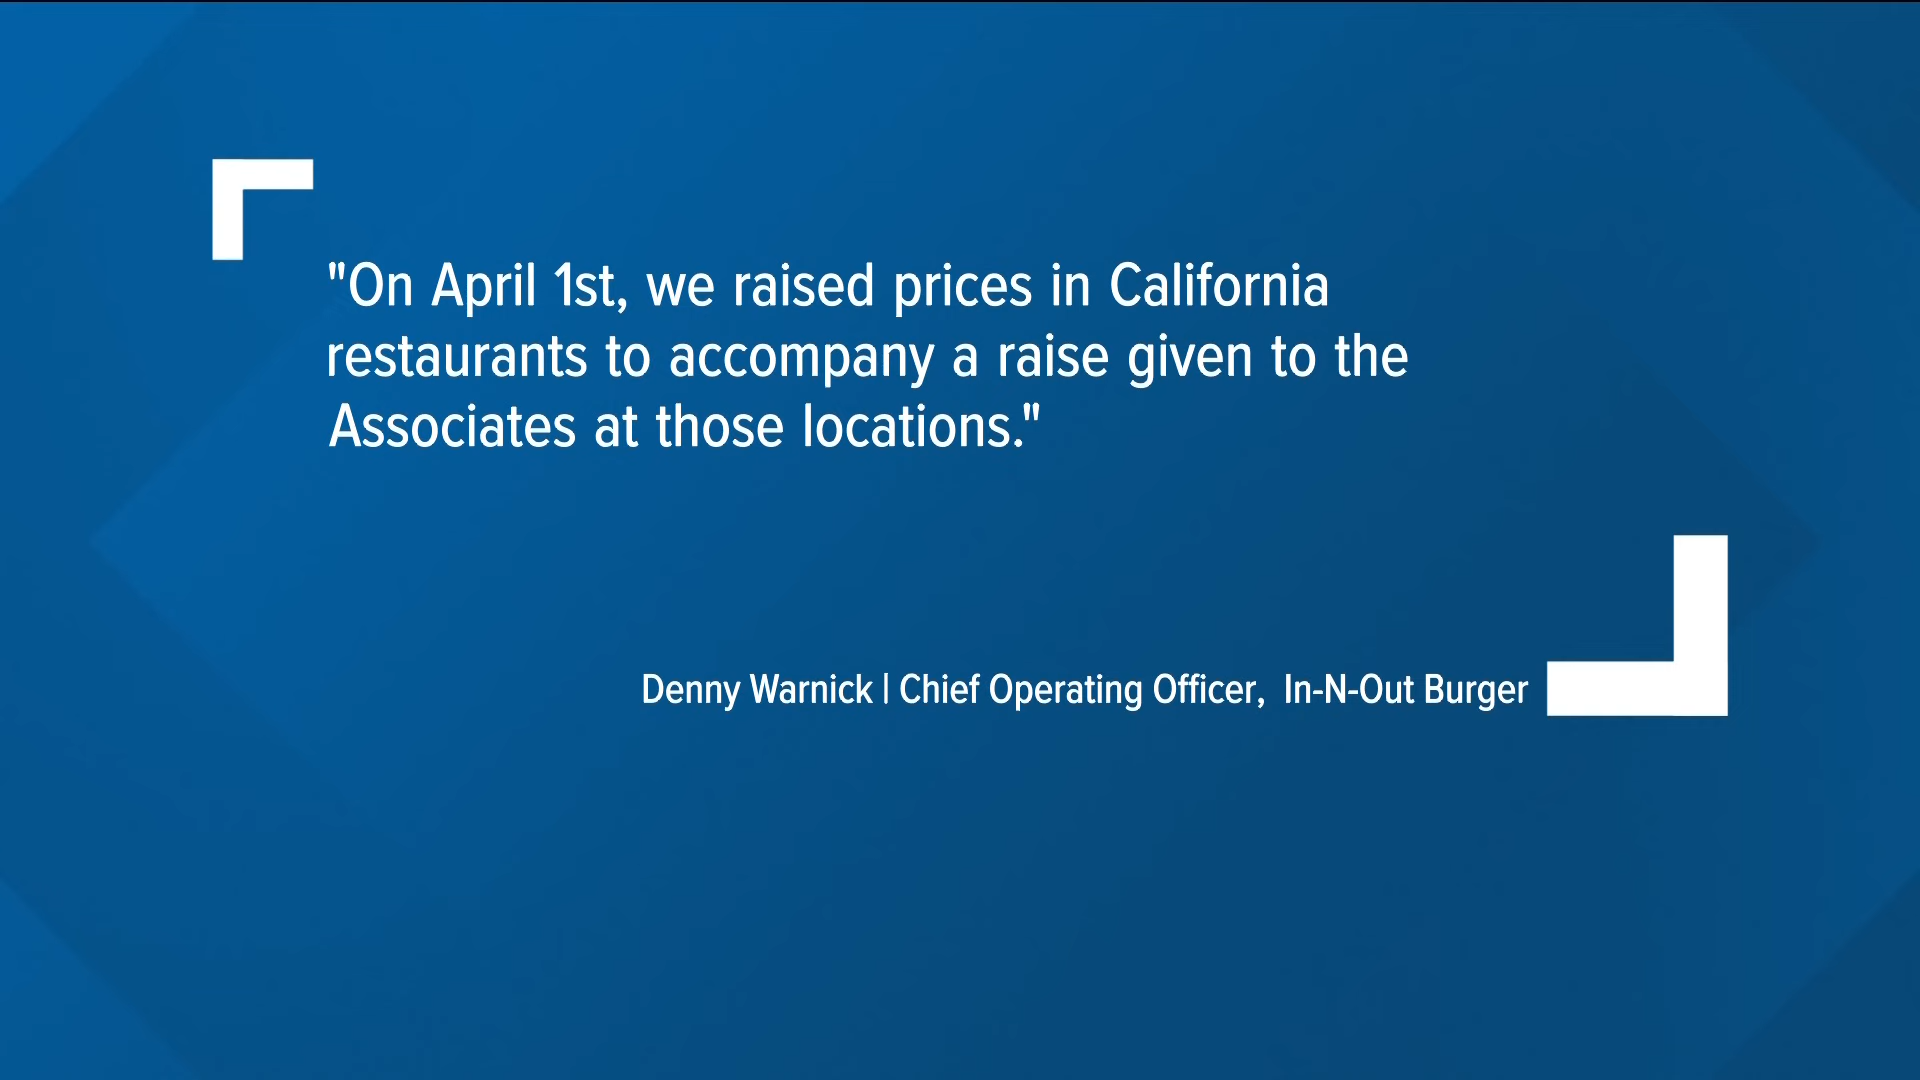 "On April 1st, we raised prices in California
restaurants to accompany a raise given to the
Associates at those locations."
Denny Warnick | Chief Operating Officer,  In-N-Out Burger